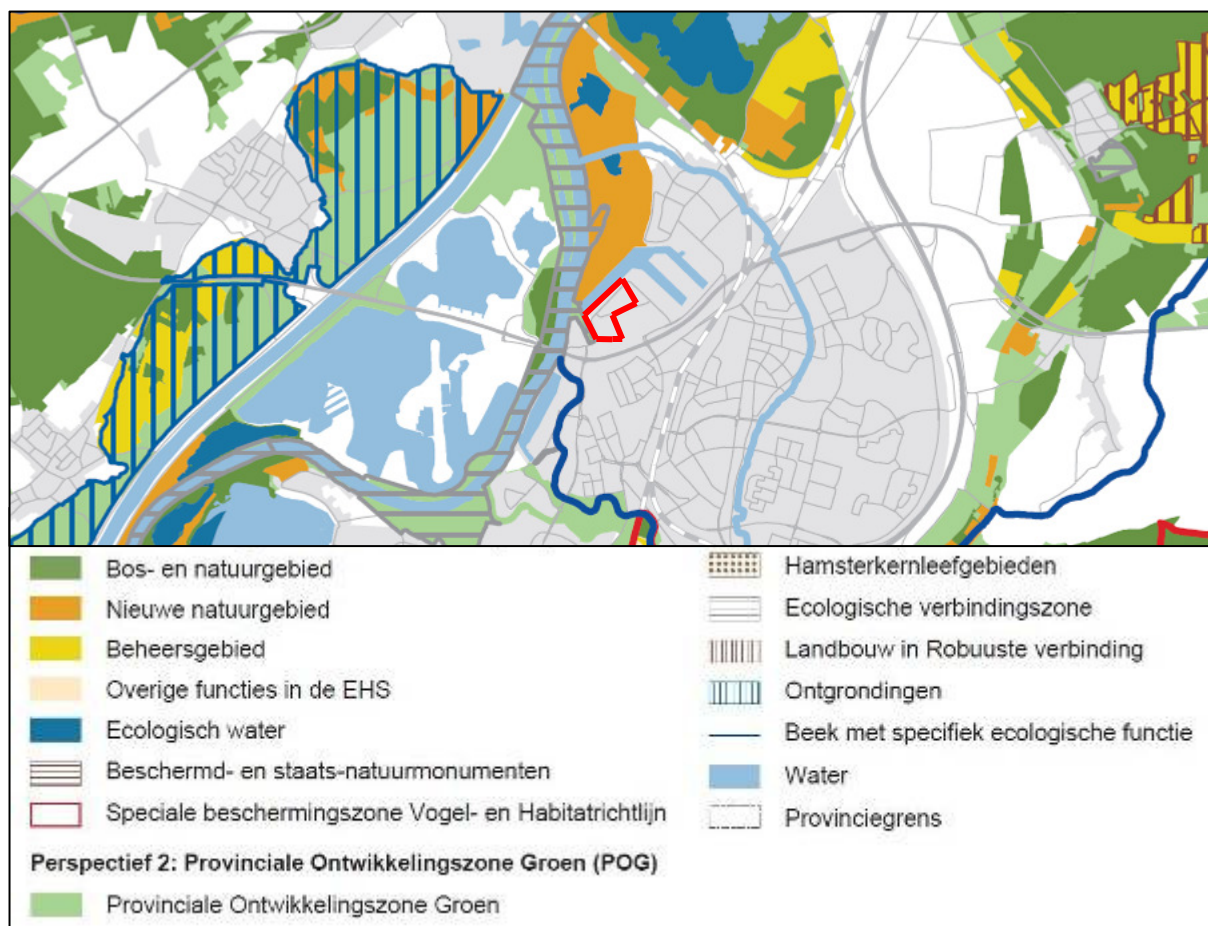 Bos- en natuurgebied
Nieuwe natuurgebied
Beheersgebied
Overige functies in de EHS
Ecologisch water
Beschermd- en staats-natuurmonumenten
Speciale beschermingszone Vogel- en Habitatrichtlijn
Perspectief 2: Provinciale Ontwikkelingszone Groen (POG)
Provinciale Ontwikkelingszone Groen
Hamsterkernleefgebieden
Ecologische verbindingszone
Landbouw in Robuuste verbinding
Ontgrondingen
Beek met specifiek ecologische functie
Water
Provinciegrens